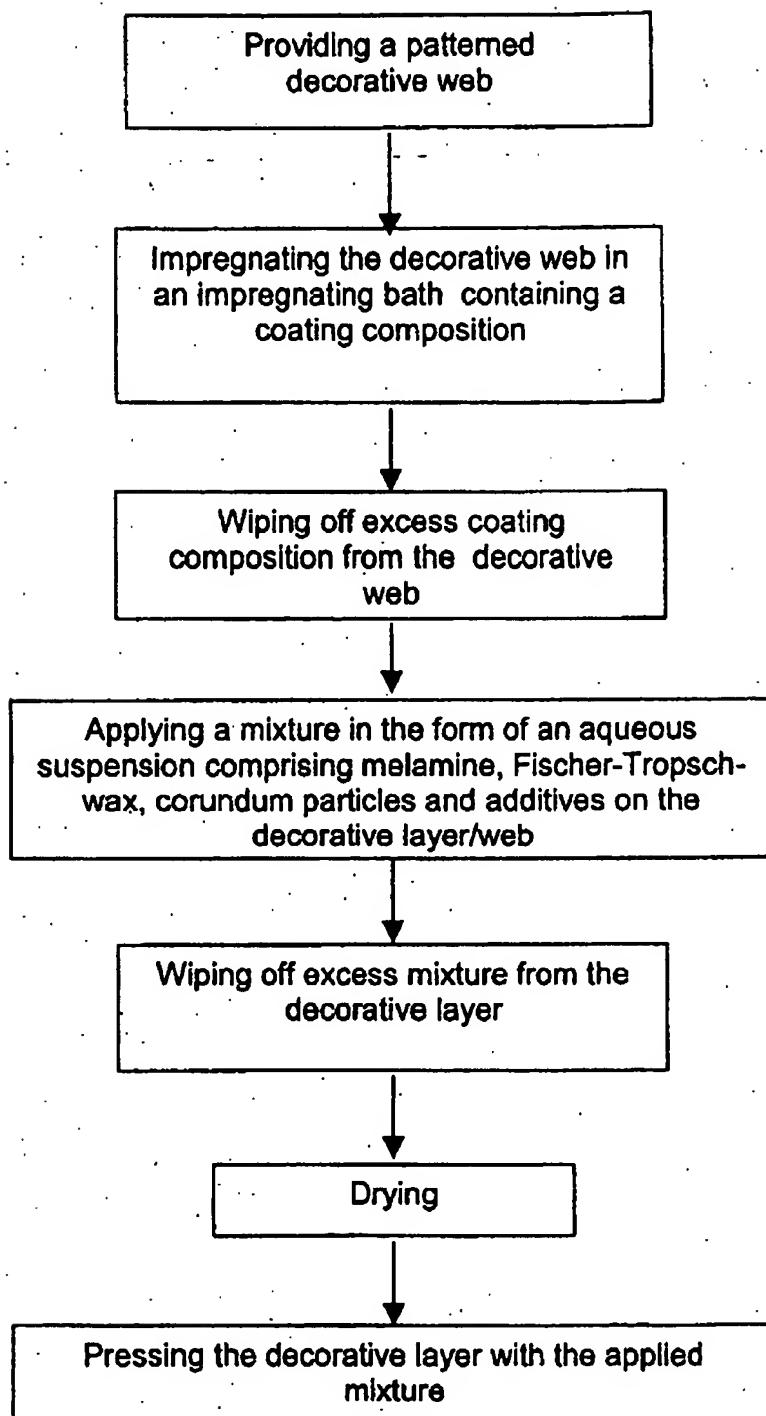 Providing a patterned
decorative web
Impregnating the decorative web in
an impregnating bath containing a
coating composition
Wiping off excess coating
composition from the decorative
web
Applying a mixture in the form of an aqueous
suspension comprising melamine, Fischer-Tropsch-
wax, corundum particles and additives on the
decorative layer/web
Wiping off excess mixture from the
decorative layer
Drying
Pressing the decorative layer with the applied
mixture